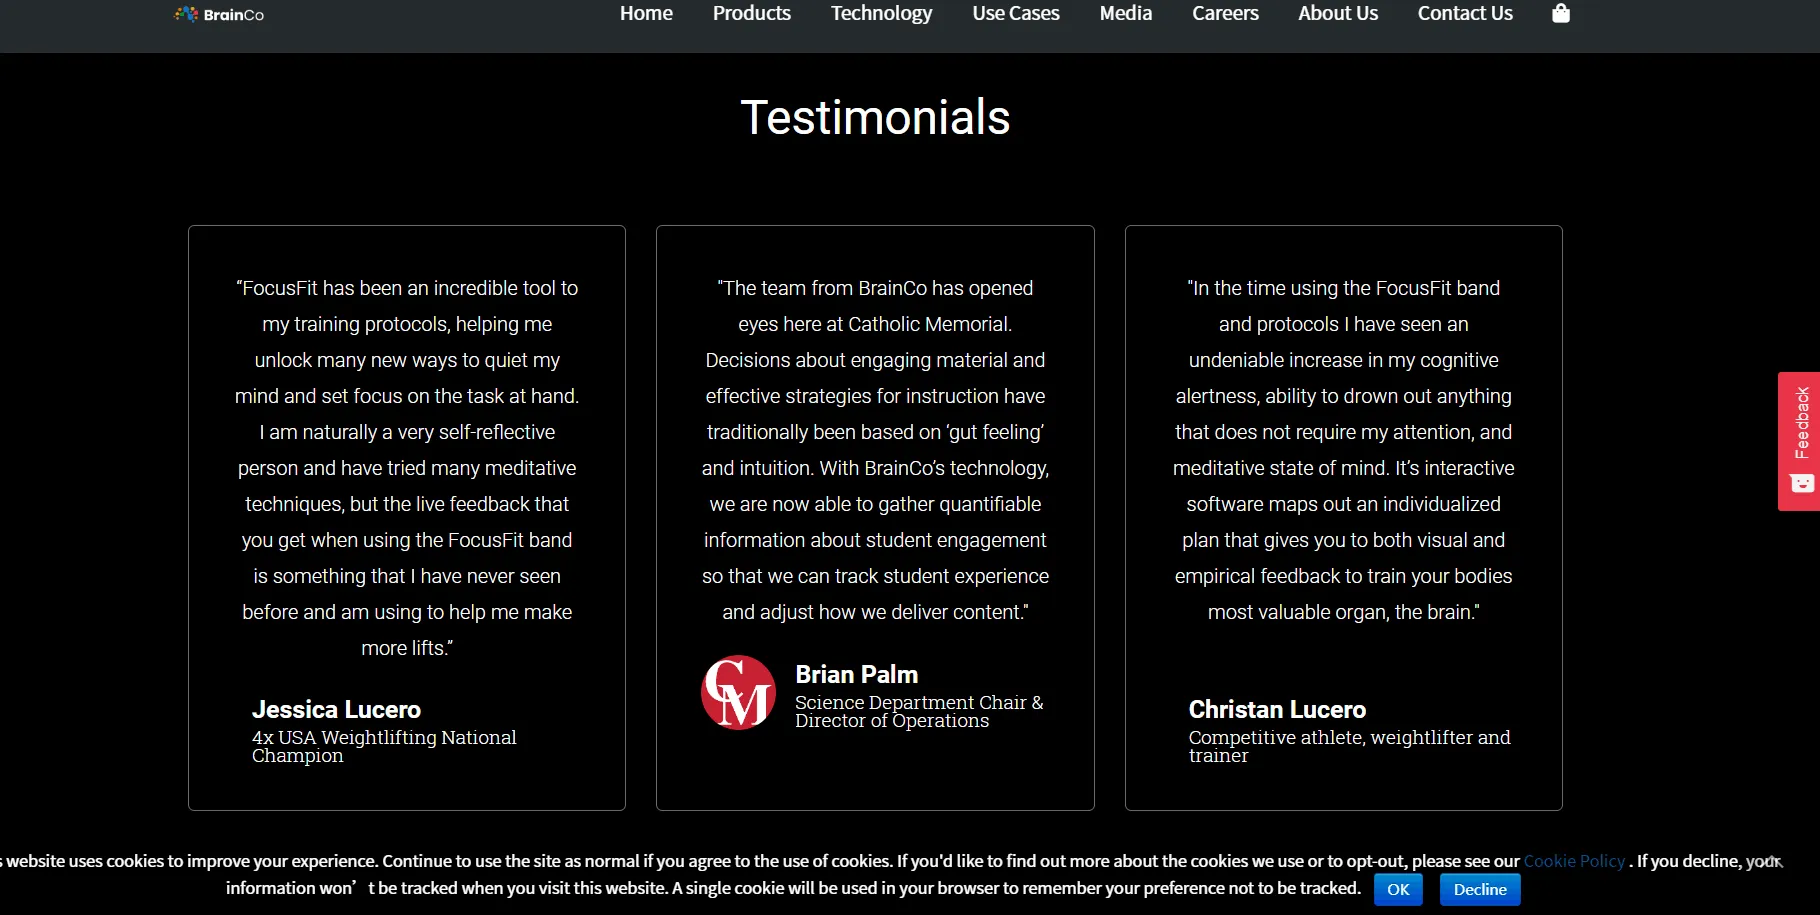 BrainCo
Home Products Technology Use Cases Media Careers About Us Contact Us
Testimonials
“FocusFit has been an incredible tool to
my training protocols, helping me
unlock many new ways to quiet my
mind and set focus on the task at hand.
I am naturally a very self-reflective
person and have tried many meditative
techniques, but the live feedback that
you get when using the FocusFit band
is something that I have never seen
before and am using to help me make
more lifts.”
Jessica Lucero
4x USA Weightlifting National
Champion
"The team from BrainCo has opened
eyes here at Catholic Memorial.
Decisions about engaging material and
effective strategies for instruction have
traditionally been based on ‘gut feeling’
and intuition. With BrainCo’s technology,
we are now able to gather quantifiable
information about student engagement
so that we can track student experience
and adjust how we deliver content."
CM
Brian Palm
Science Department Chair &
Director of Operations
"In the time using the FocusFit band
and protocols I have seen an
undeniable increase in my cognitive
alertness, ability to drown out anything
that does not require my attention, and
meditative state of mind. It’s interactive
software maps out an individualized
plan that gives you to both visual and
empirical feedback to train your bodies
most valuable organ, the brain."
Christan Lucero
Competitive athlete, weightlifter and
trainer
Feedback
s website uses cookies to improve your experience. Continue to use the site as normal if you agree to the use of cookies. If you'd like to find out more about the cookies we use or to opt-out, please see our Cookie Policy . If you decline, your
information won’t be tracked when you visit this website. A single cookie will be used in your browser to remember your preference not to be tracked. OK Decline